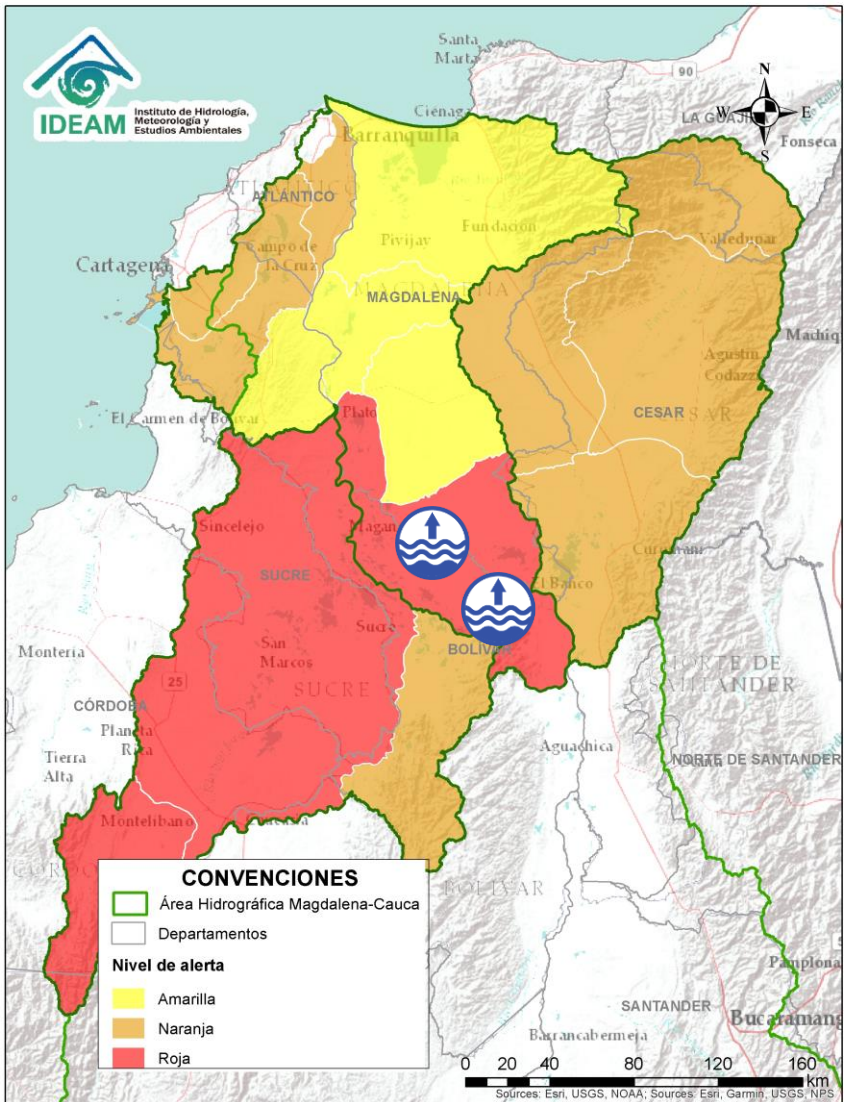 IDEAM
Instituto de Hidrología,
Meteorología y
Estudios Ambientales
Santa
Marta
90
N
W
E
S
LA GUAJIRA
Ciénaga
Barranquilla
Fonseca
ATLÁNTICO
Fundación
Pivijay
Valledupar
Campo de
la Cruz
Cartagena
MAGDALENA
MAGDALENA
Agustín
Codazzi
El Carmen de Bolívar
Plato
CESAR
CESAR
Sincelejo
SUCRE
El Banco
Sucre
San
Marcos
SUCRE
BOLÍVAR
Montería
25
CÓRDOBA
Planeta
Rica
Tierra
Alta
NORTE DE
SANTANDER
Aguachica
NORTE DE SANTANDER
Montelíbano
BOLÍVAR
CONVENCIONES
Área Hidrográfica Magdalena-Cauca
Departamentos
Nivel de alerta
Amarilla
Naranja
Roja
Pamplona
SANTANDER
Barrancabermeja
0 20 40 80 120 160
km
Sources: Esri, USGS, NOAA; Sources: Esri, Garmin, USGS, NPS